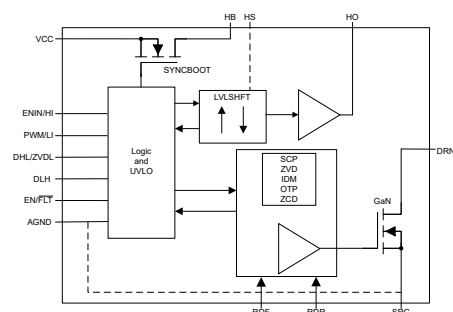 HB HS HO
VCC
SYNCBOOT
LVLSHFT
ENIN/HI
PWM/LI
DHL/ZVDL
DLH
EN/FLT
AGND
Logic
and
UVLO
SCP
ZVD
IDM
OTP
ZCD
DRN
GaN